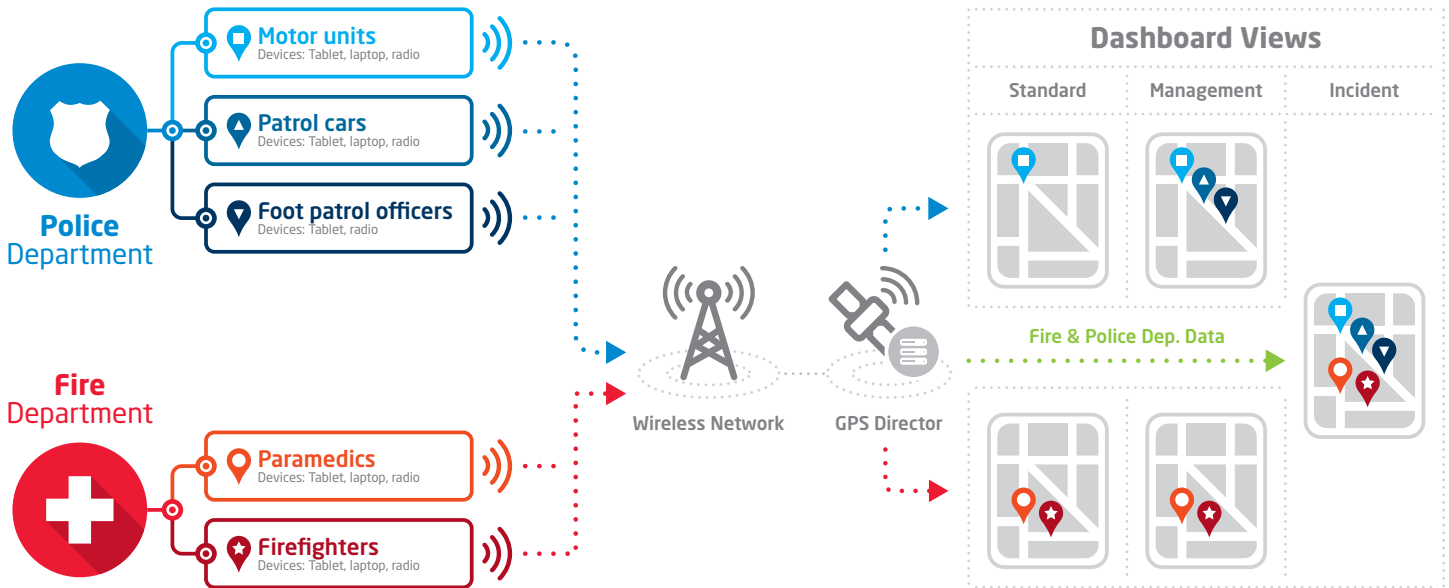 Motor units
Devices: Tablet, laptop, radio
Patrol cars
Devices: Tablet, laptop, radio
Foot patrol officers
Devices: Tablet, radio
Police
Department
Fire
Department
Paramedics
Devices: Tablet, laptop, radio
Firefighters
Devices: Tablet, laptop, radio
Wireless Network
GPS Director
Dashboard Views
Standard
Management
Incident
Fire & Police Dep. Data